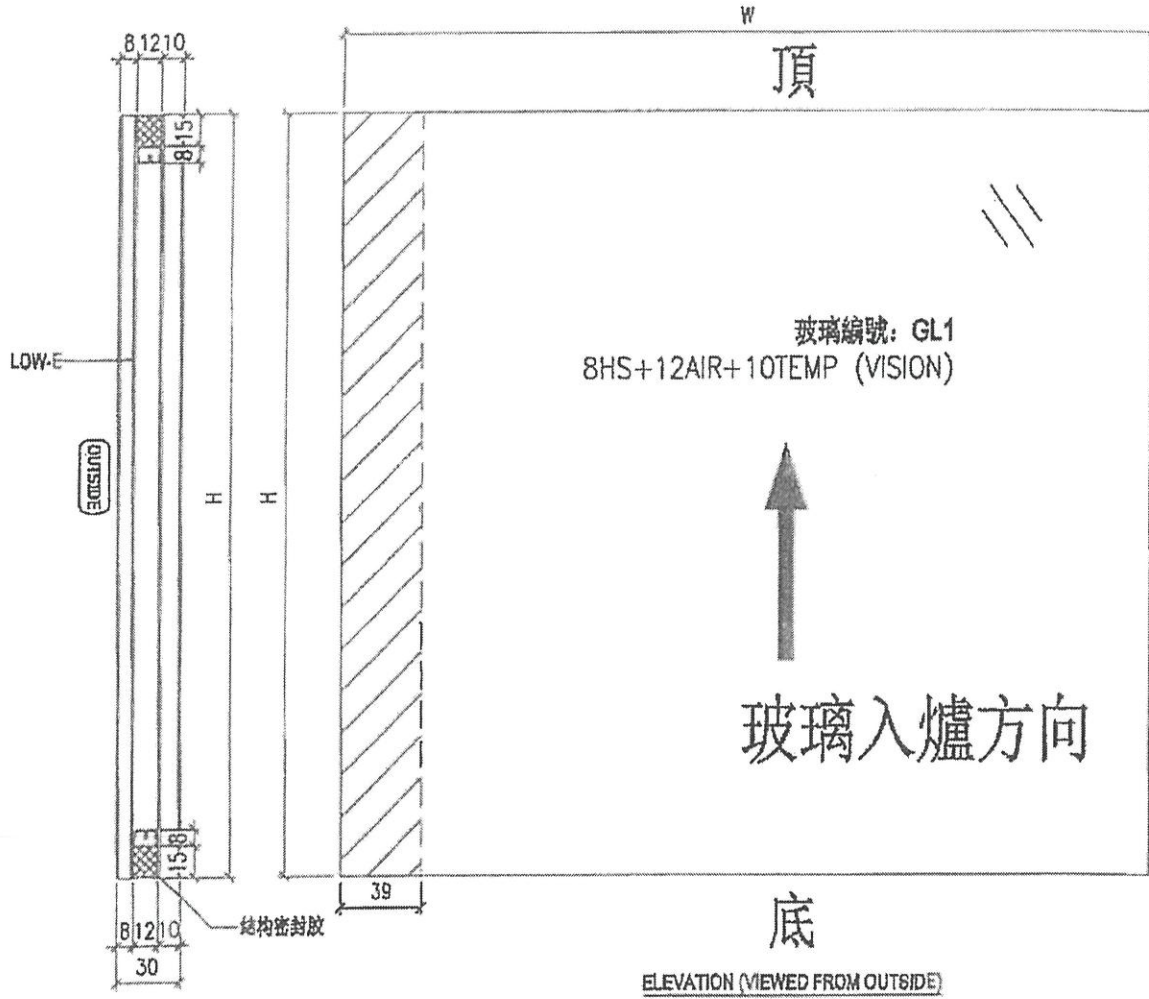 W
8 12 10
頂
15
8
玻璃編號：GL1
8HS+12AIR+10TEMP (VISION)
LOW-E
OUTSIDE
H
H
玻璃入爐方向
8
15
39
结构密封胶
底
8 12 10
30
ELEVATION (VIEWED FROM OUTSIDE)